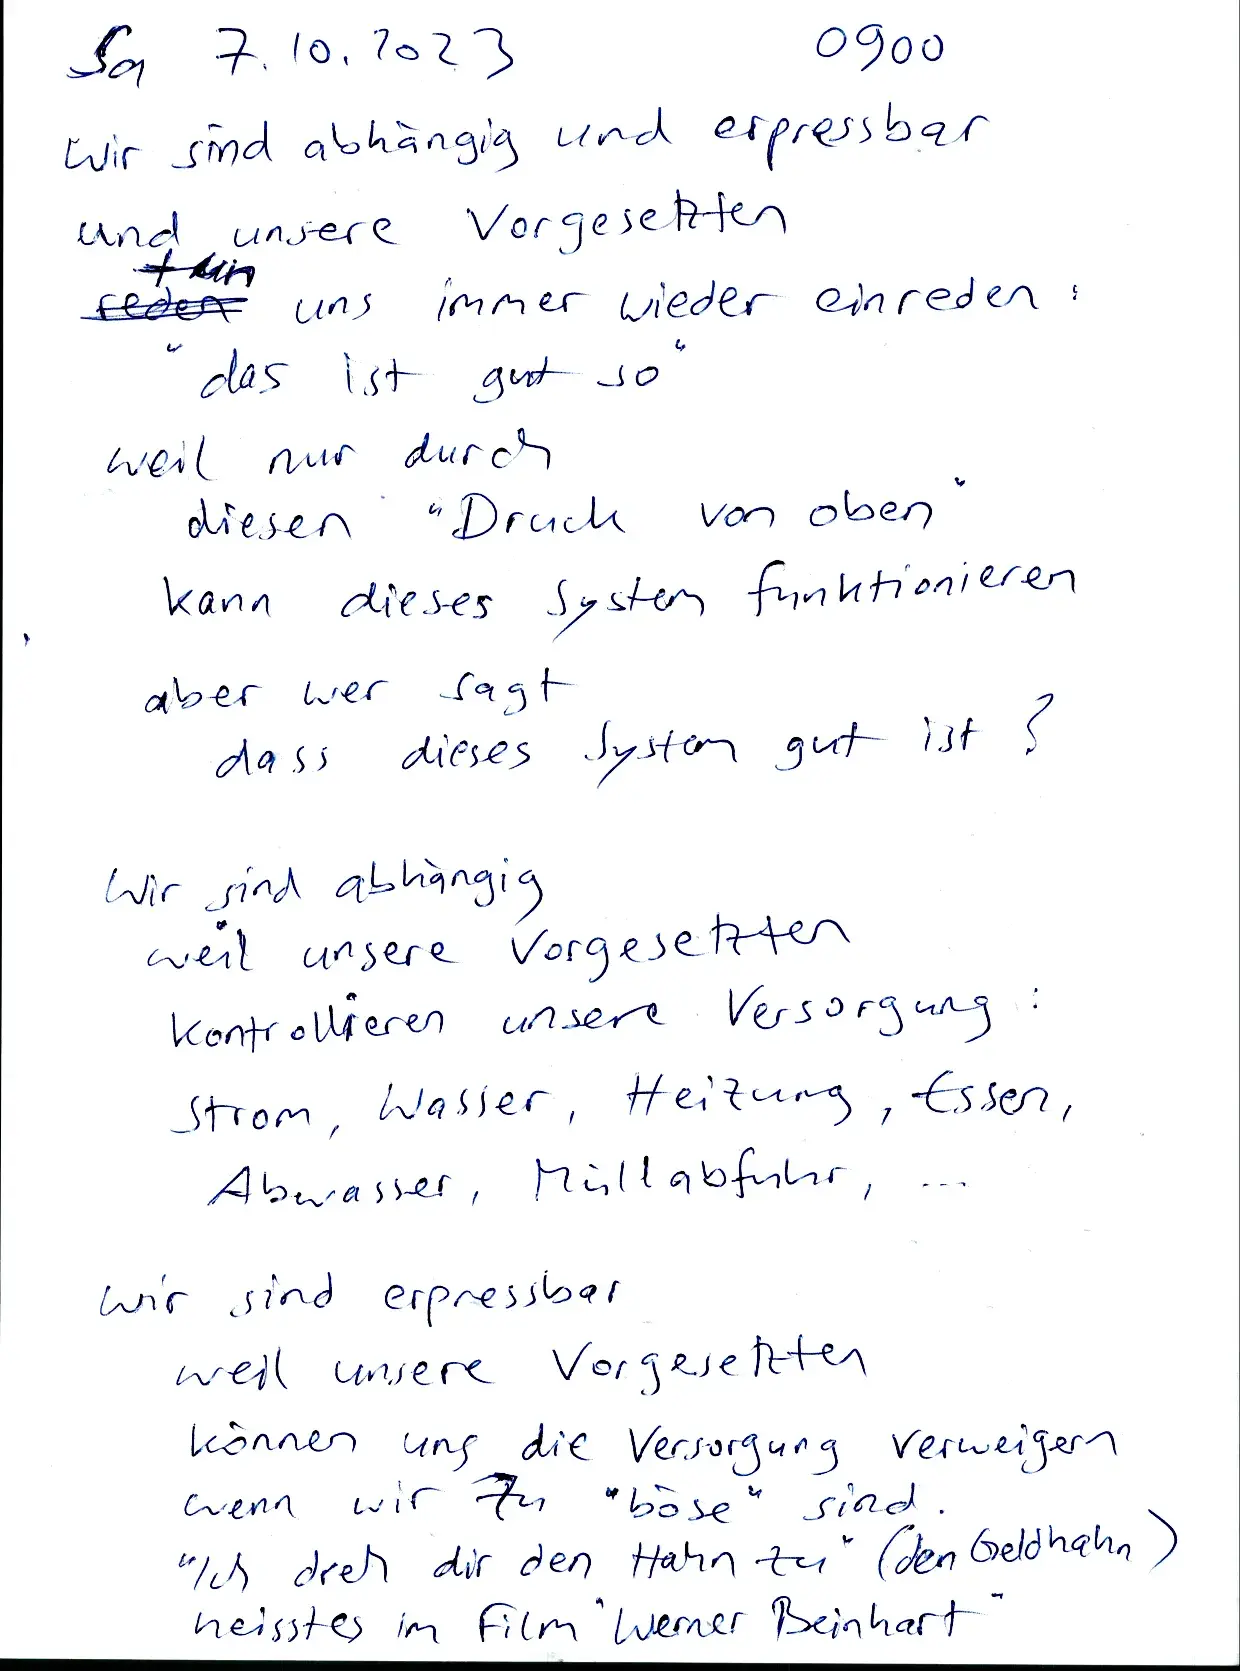 Sa 7.10.2023 0900
Wir sind abhängig und erpressbar
und unsere Vorgesetzten
tun
reden uns immer wieder einreden:
"das ist gut so"
weil nur durch
diesen "Druck von oben"
kann dieses System funktionieren
aber wer sagt
dass dieses System gut ist?
Wir sind abhängig
weil unsere Vorgesetzten
kontrollieren unsere Versorgung:
Strom, Wasser, Heizung, Essen,
Abwasser, Müllabfuhr, ...
wir sind erpressbar
weil unsere Vorgesetzten
können uns die Versorgung verweigern
wenn wir zu "böse" sind.
"Ich dreh dir den Hahn zu" (den Geldhahn)
heisstes im Film "Werner Beinhart"